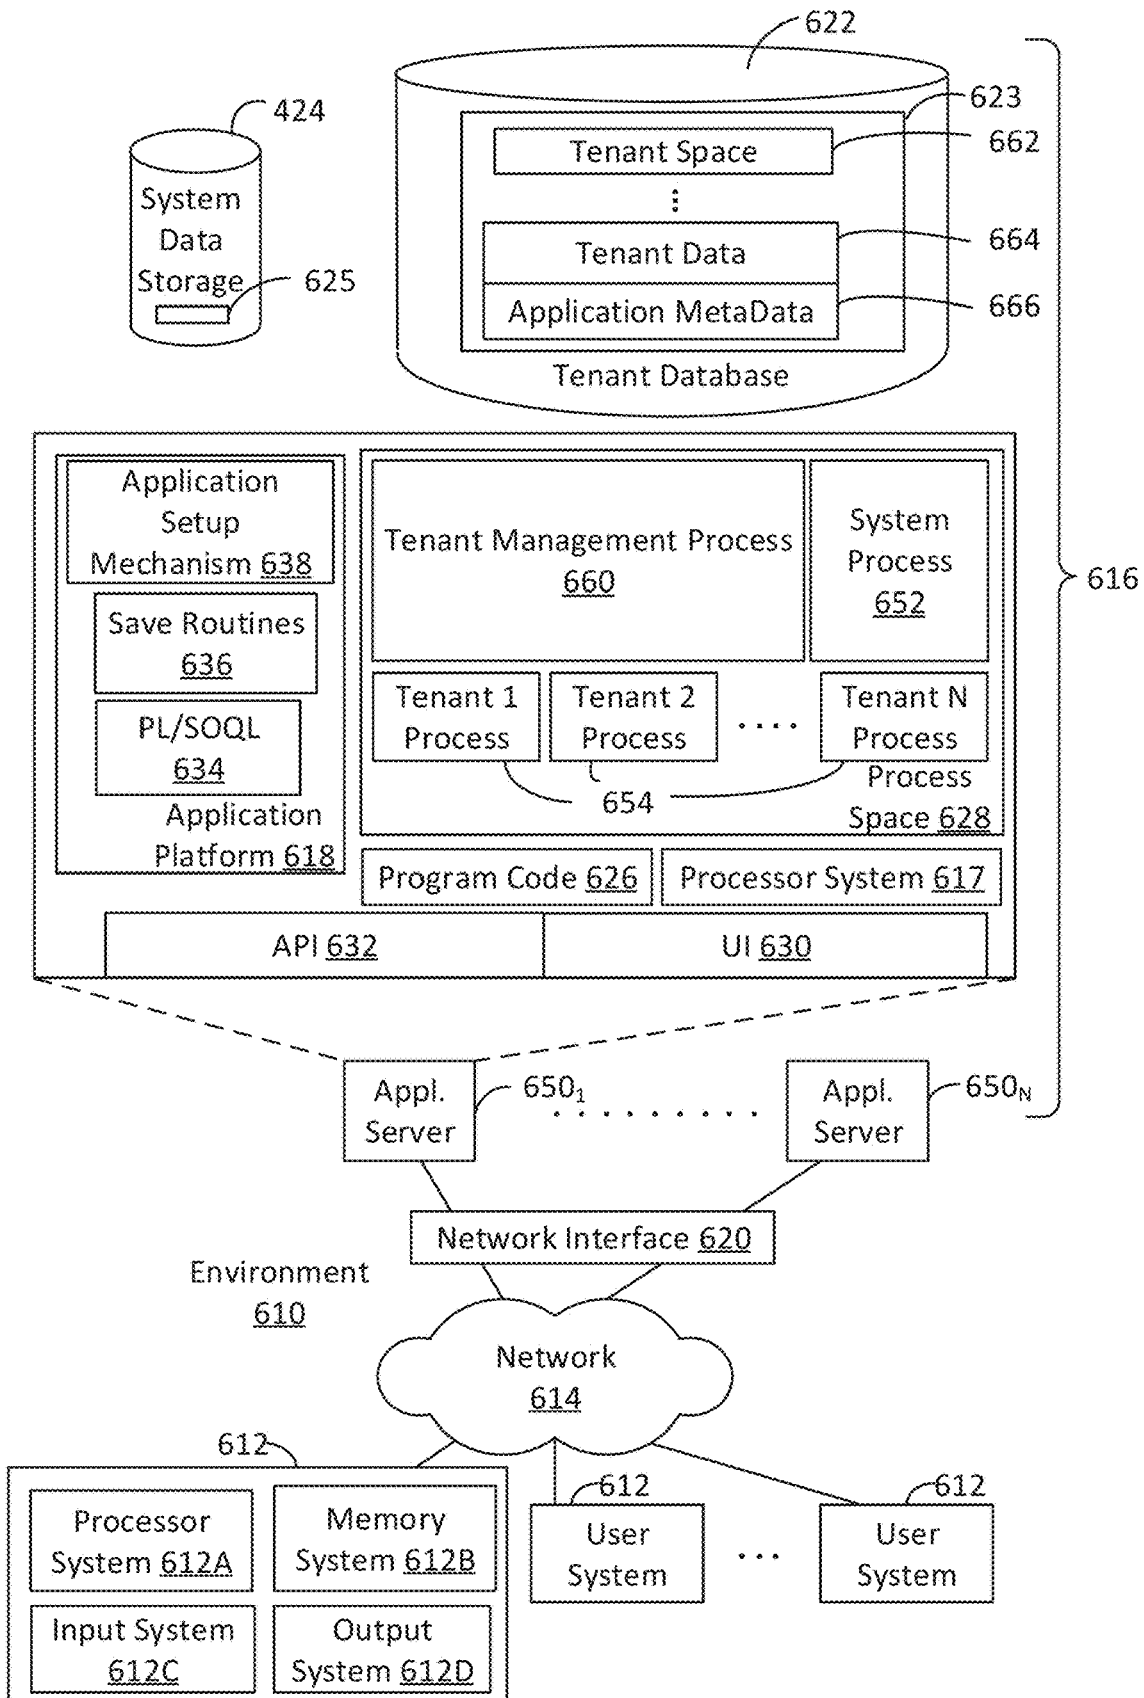 622
424
System
Data
Storage
625
623
Tenant Space
662
Tenant Data
664
Application MetaData
666
Tenant Database
616
Application
Setup
Mechanism 638
Save Routines
636
PL/SOQL
634
Application
Platform 618
Tenant Management Process
660
System
Process
652
Tenant 1
Process
Tenant 2
Process
Tenant N
Process
654
Process
Space 628
Program Code 626
Processor System 617
API 632
UI 630
Appl.
Server
650₁
Appl.
Server
650N
Network Interface 620
Environment
610
Network
614
612
Processor
System 612A
Memory
System 612B
Input System
612C
Output
System 612D
612
User
System
612
User
System